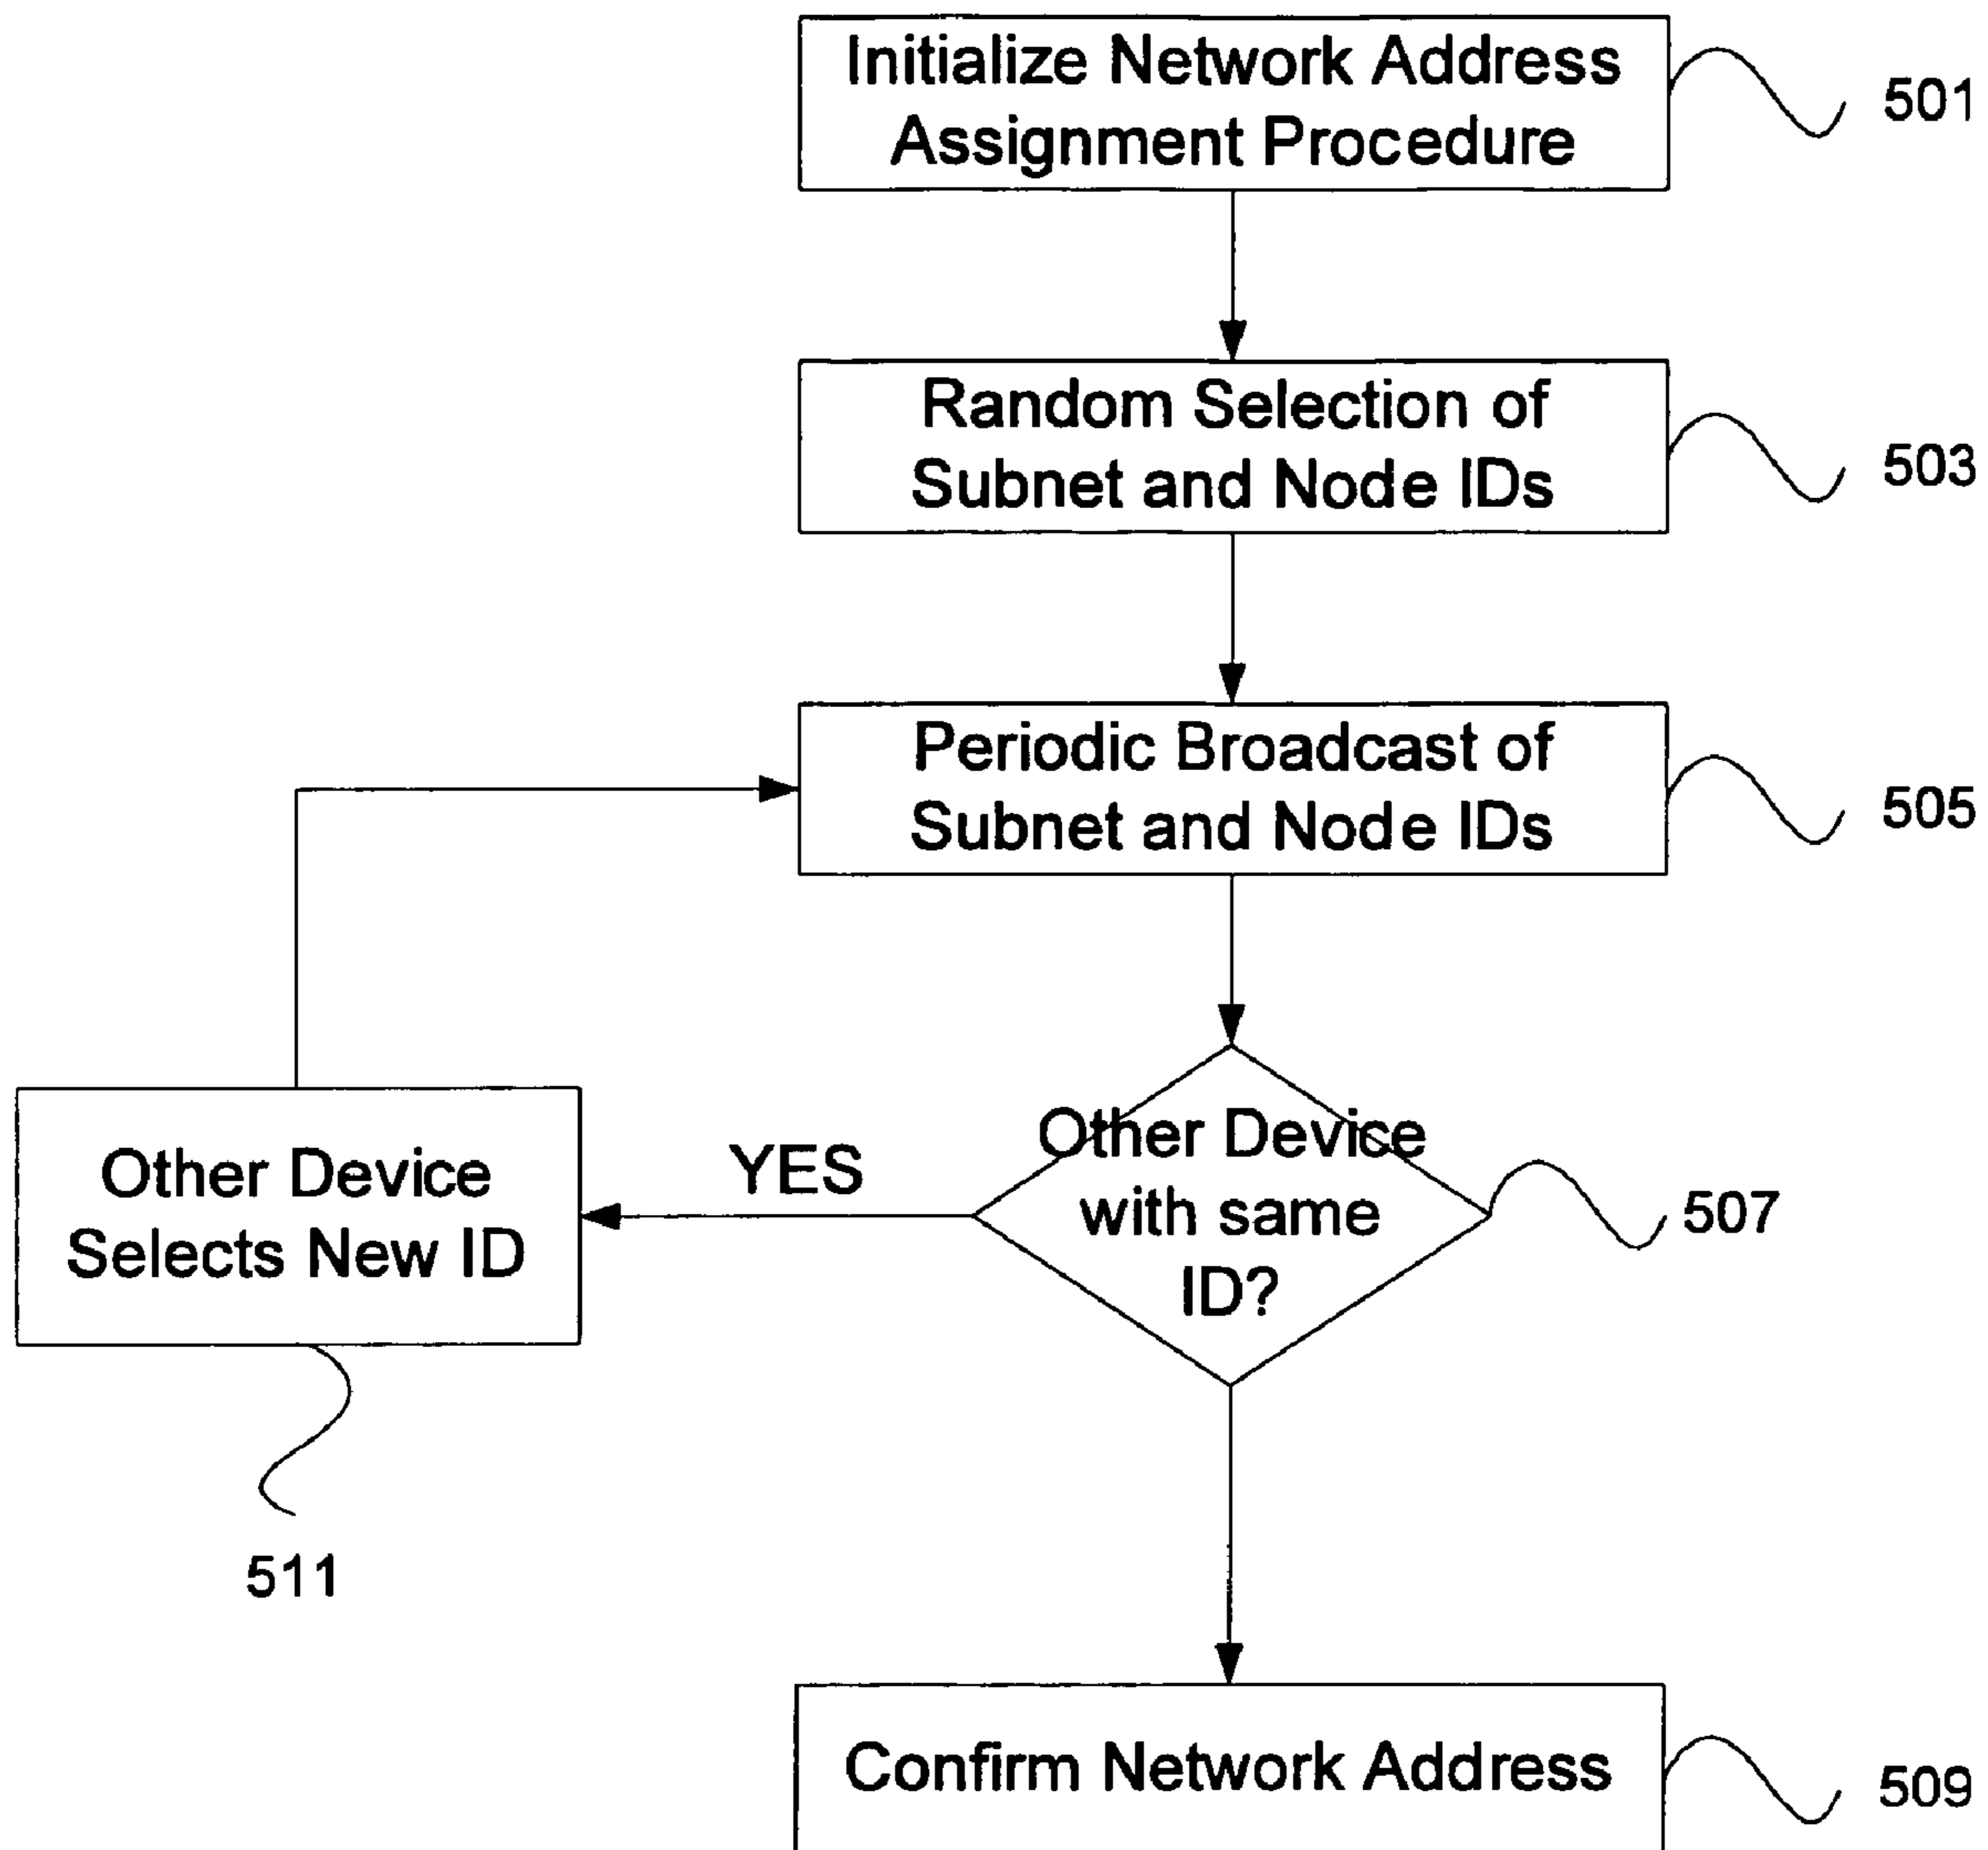 Initialize Network Address
Assignment Procedure
501
Random Selection of
Subnet and Node IDs
503
Periodic Broadcast of
Subnet and Node IDs
505
Other Device
with same
ID?
507
YES
Other Device
Selects New ID
511
Confirm Network Address
509